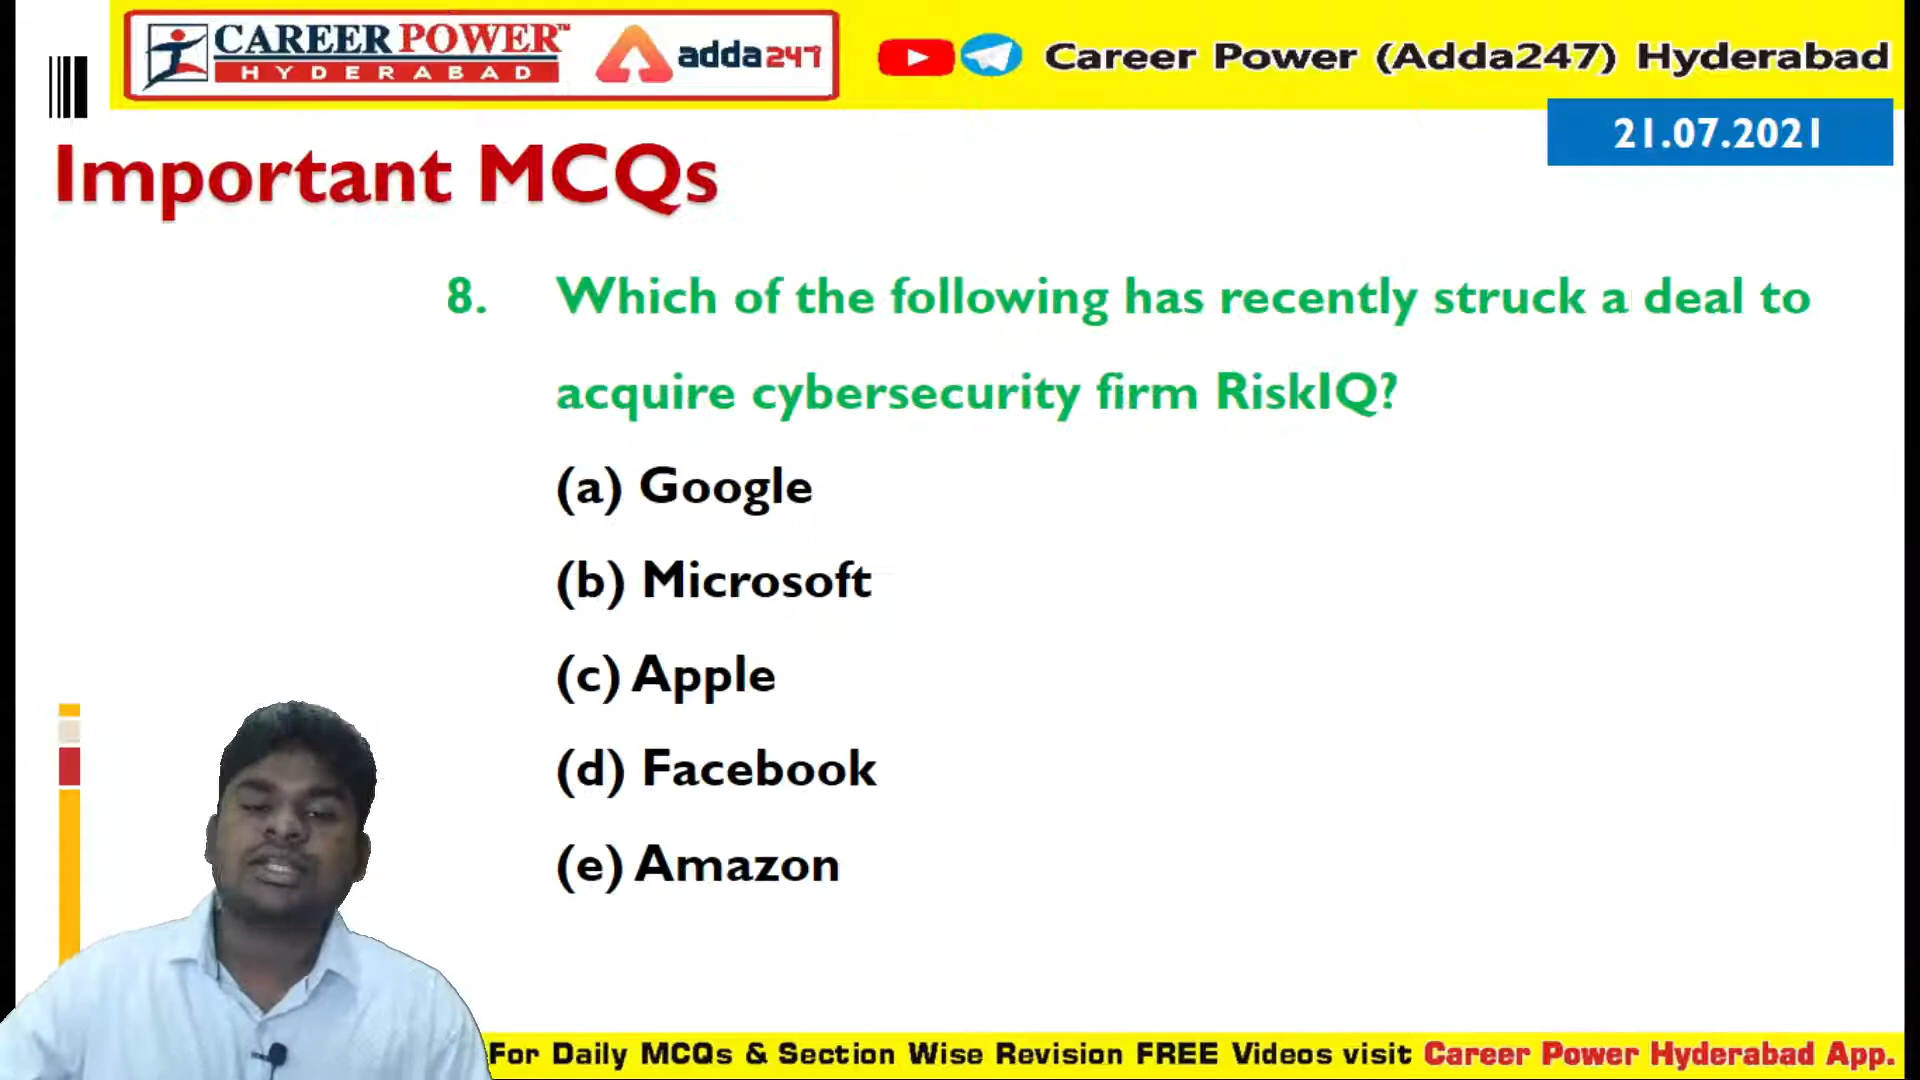 CAREER POWER™
HYDERABAD
adda247
Career Power (Adda247) Hyderabad
21.07.2021
Important MCQs
8. Which of the following has recently struck a deal to
acquire cybersecurity firm RiskIQ?
(a) Google
(b) Microsoft
(c) Apple
(d) Facebook
(e) Amazon
For Daily MCQs & Section Wise Revision FREE Videos visit Career Power Hyderabad App.